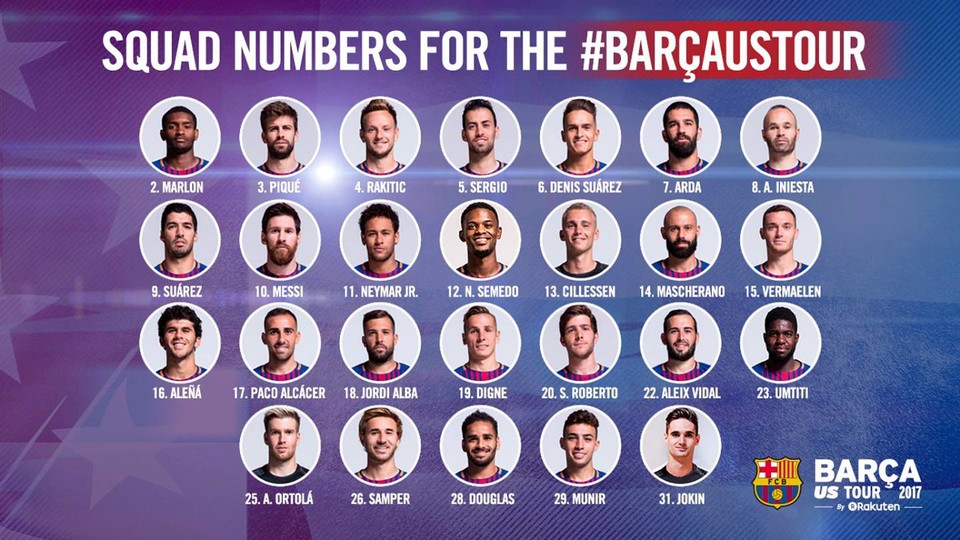 SQUAD NUMBERS FOR THE #BARÇAUSTOUR
2. MARLON
3. PIQUÉ
4. RAKITIC
5. SERGIO
6. DENIS SUÁREZ
7. ARDA
8. A. INIESTA
9. SUÁREZ
10. MESSI
11. NEYMAR JR.
12. N. SEMEDO
13. CILLESSEN
14. MASCHERANO
15. VERMAELEN
16. ALEÑÁ
17. PACO ALCÁCER
18. JORDI ALBA
19. DIGNE
20. S. ROBERTO
22. ALEIX VIDAL
23. UMTITI
25. A. ORTOLÁ
26. SAMPER
28. DOUGLAS
29. MUNIR
31. JOKIN
FCB
BARÇA
US TOUR 2017
By Rakuten